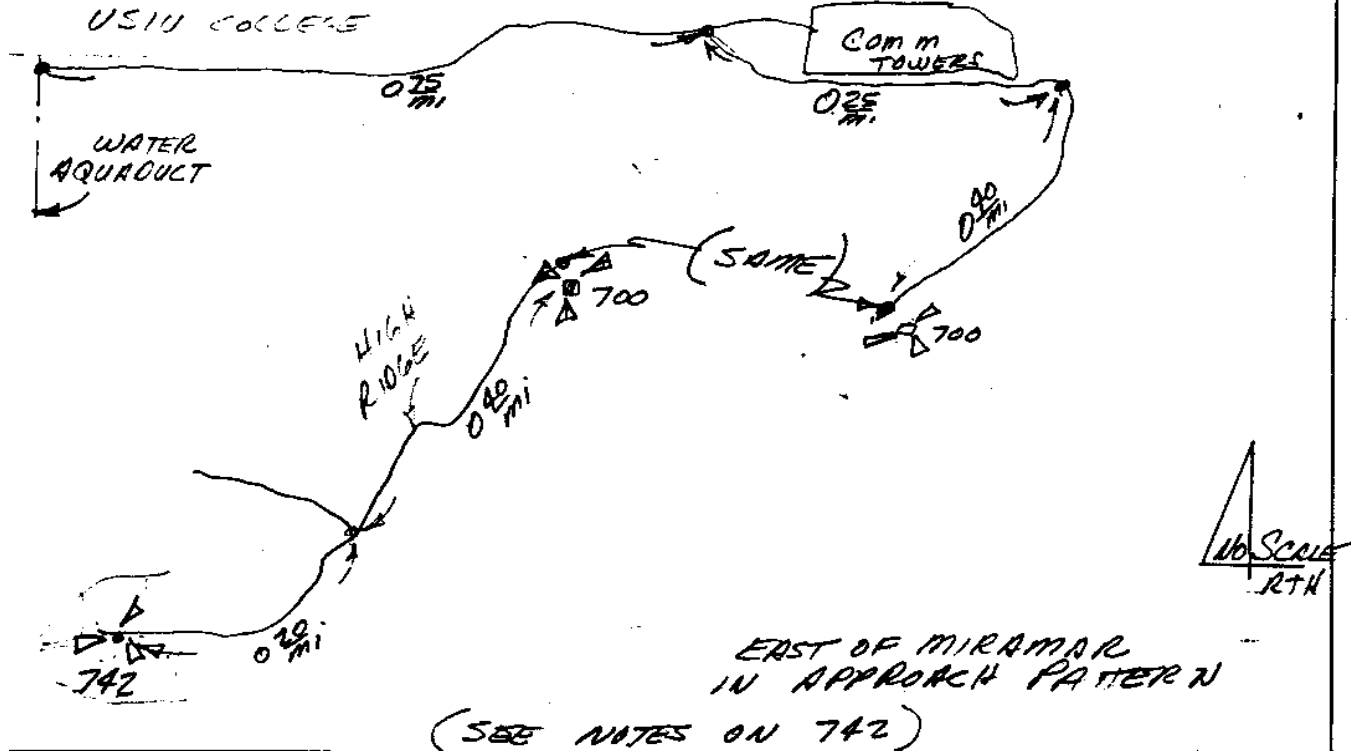 USIU COLLEGE
COMM
TOWERS
0.25
mi
0.25
mi.
WATER
AQUADUCT
0.40
mi
(SAME)
700
700
HIGH
RIDGE
0.40
mi
NO SCALE
RTH
0.20
mi
742
EAST OF MIRAMAR
IN APPROACH PATTERN
(SEE NOTES ON 742)